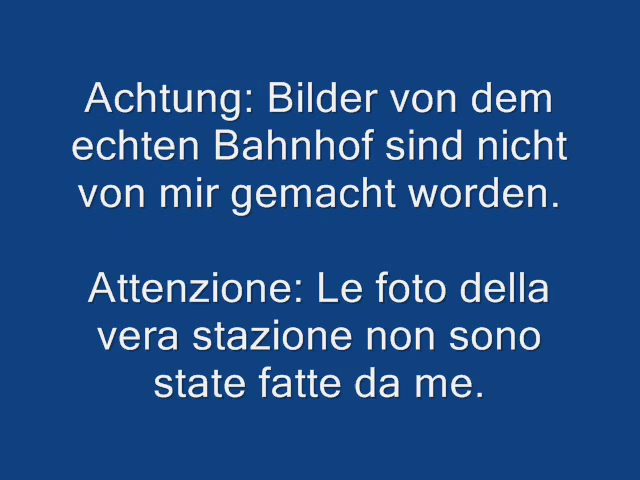 Achtung: Bilder von dem
echten Bahnhof sind nicht
von mir gemacht worden.
Attenzione: Le foto della
vera stazione non sono
state fatte da me.